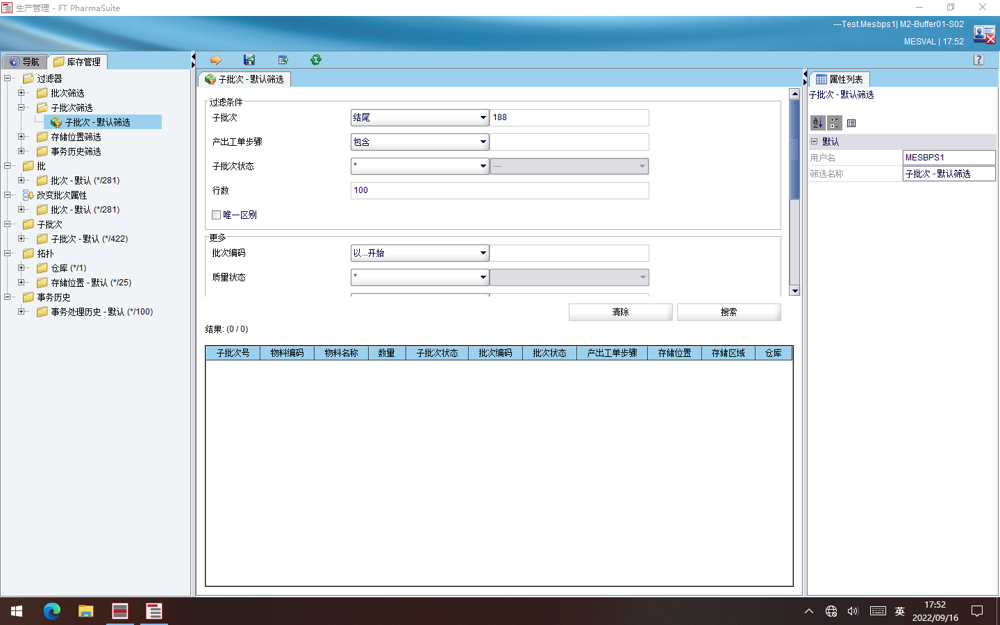 生产管理 - FT PharmaSuite
---Test.Mesbps1| M2-Buffer01-S02
MESVAL | 17:52
导航
库存管理
过滤器
批次筛选
子批次筛选
子批次 - 默认筛选
存储位置筛选
事务历史筛选
批
批次 - 默认 (*/281)
改变批次属性
批次 - 默认 (*/281)
子批次
子批次 - 默认 (*/422)
拓扑
仓库 (*/1)
存储位置 - 默认 (*/25)
事务历史
事务处理历史 - 默认 (*/100)
子批次 - 默认筛选
过滤条件
子批次 结尾 188
产出工单步骤 包含
子批次状态 * ---
行数 100
唯一区别
更多
批次编码 以...开始
质量状态 *
清除 搜索
结果: (0 / 0)
子批次号 物料编码 物料名称 数量 子批次状态 批次编码 批次状态 产出工单步骤 存储位置 存储区域 仓库
属性列表
子批次 - 默认筛选
默认
用户名 MESBPS1
筛选名称 子批次 - 默认筛选
英
17:52
2022/09/16